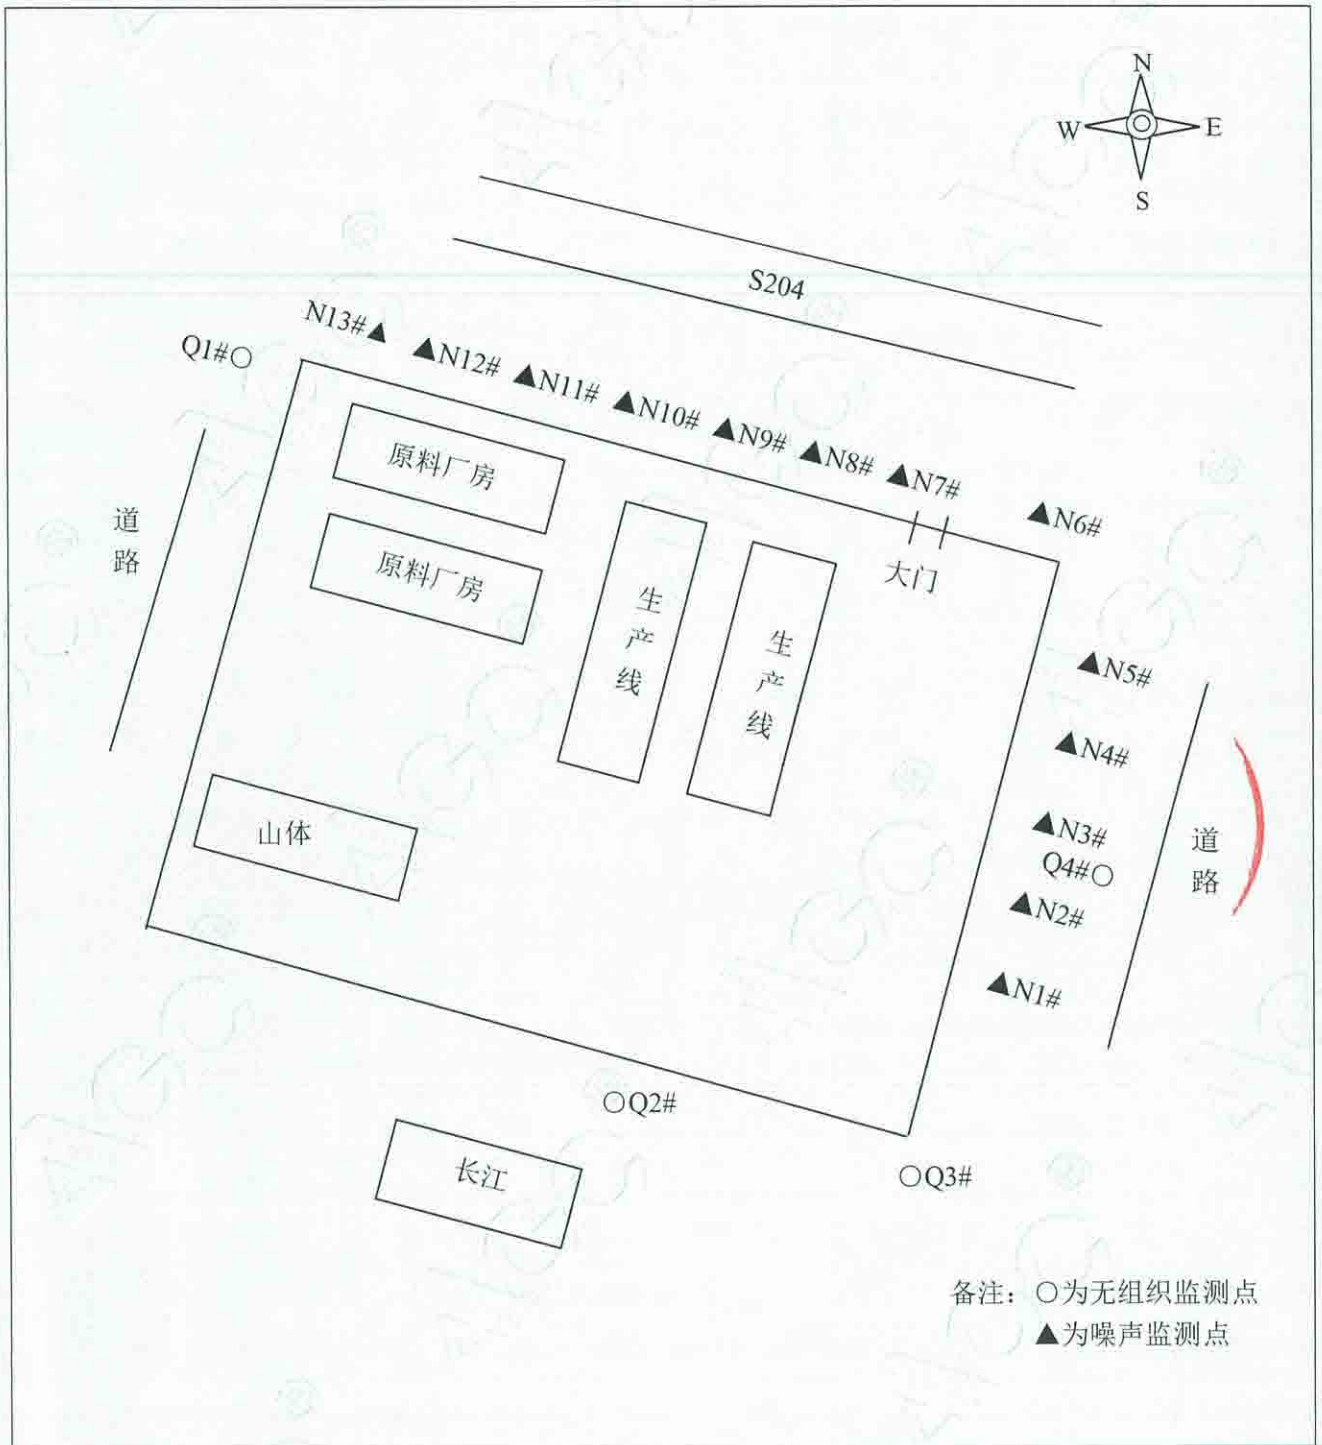 N
W
E
S
S204
N13#▲
▲N12#
▲N11#
▲N10#
▲N9#
▲N8#
▲N7#
▲N6#
Q1#○
原料厂房
原料厂房
道
路
生
产
线
生
产
线
大门
▲N5#
▲N4#
▲N3#
Q4#○
▲N2#
▲N1#
道
路
山体
○Q2#
长江
○Q3#
备注：○为无组织监测点
▲为噪声监测点